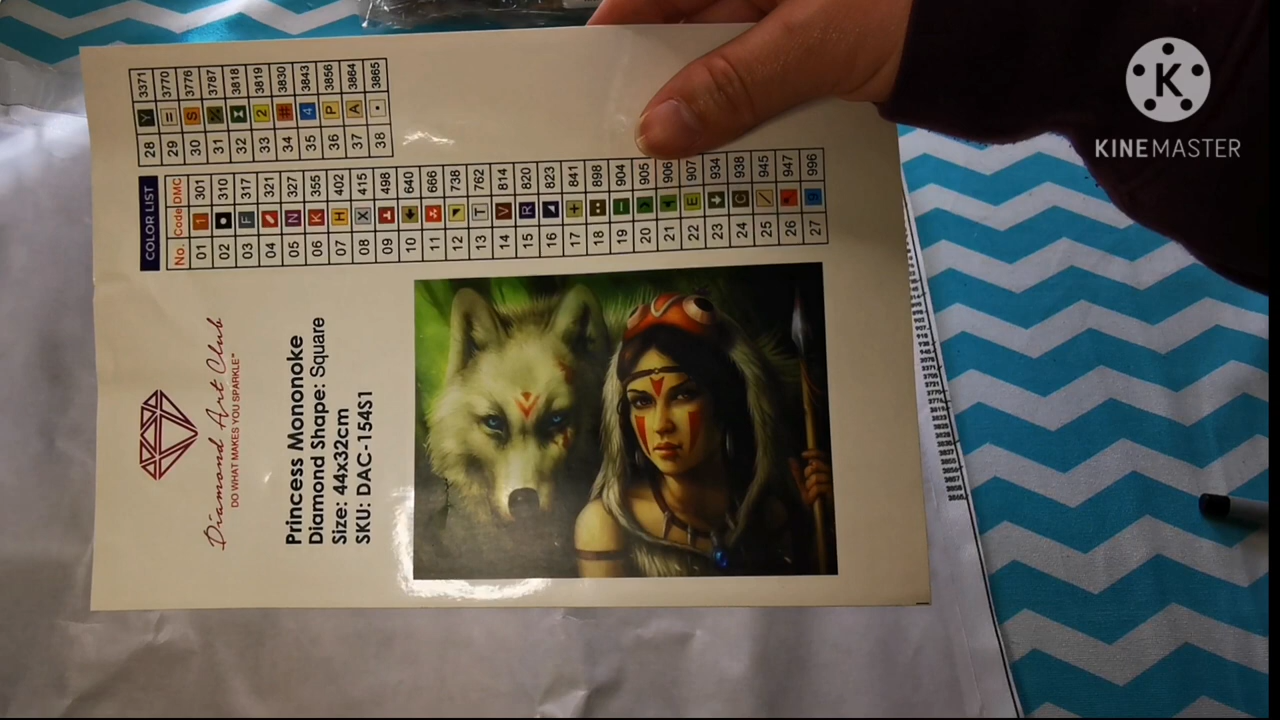 Diamond Art Club
DO WHAT MAKES YOU SPARKLE™
Princess Mononoke
Diamond Shape: Square
Size: 44x32cm
SKU: DAC-154S1
COLOR LIST
No. Code DMC
01 1 301
02 ● 310
03 F 317
04 321
05 N 327
06 K 355
07 H 402
08 X 415
09 498
10 640
11 666
12 738
13 T 762
14 V 814
15 R 820
16 823
17 + 841
18 898
19 − 904
20 905
21 906
22 E 907
23 934
24 C 938
25 / 945
26 947
27 9 996
28 Y 3371
29 = 3770
30 S 3776
31 3787
32 3818
33 2 3819
34 # 3830
35 4 3843
36 P 3856
37 A 3864
38 • 3865
K
KINEMASTER